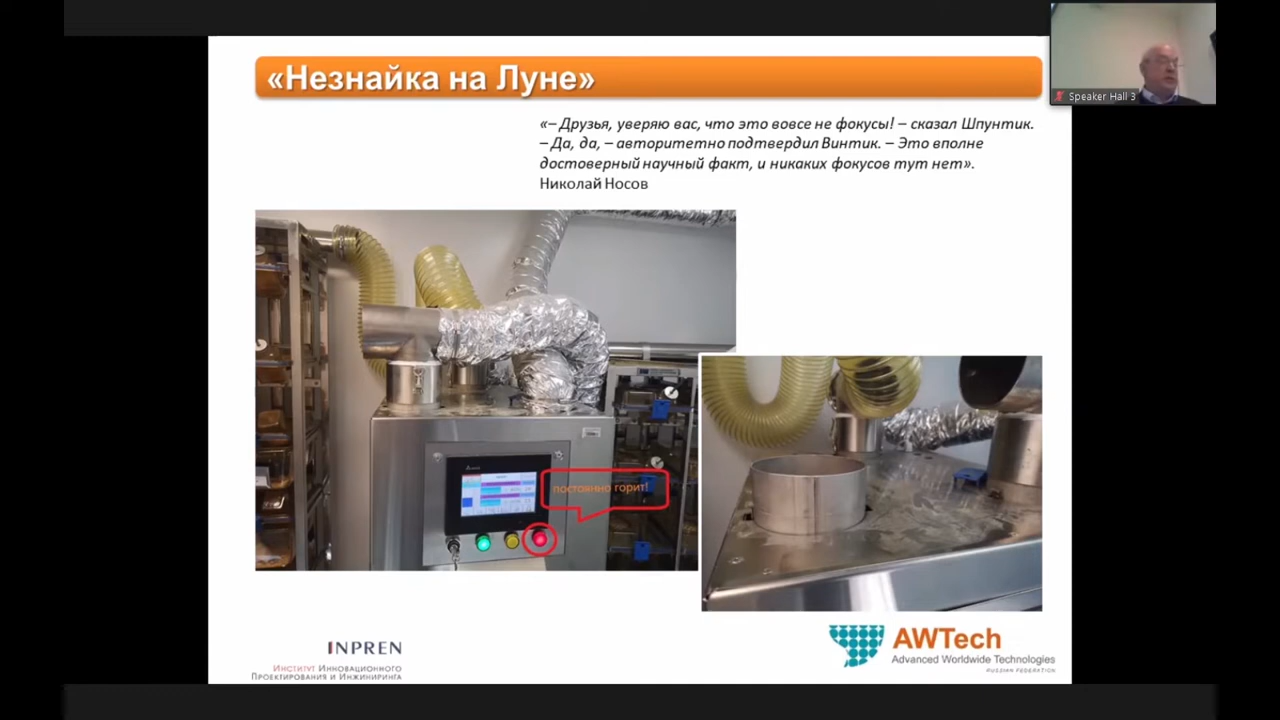 «Незнайка на Луне»
Speaker Hall 3
«– Друзья, уверяю вас, что это вовсе не фокусы! – сказал Шпунтик.
– Да, да, – авторитетно подтвердил Винтик. – Это вполне
достоверный научный факт, и никаких фокусов тут нет».
Николай Носов
постоянно горит!
INPREN
Институт Инновационного
Проектирования и Инжиниринга
AWTech
Advanced Worldwide Technologies
RUSSIAN FEDERATION